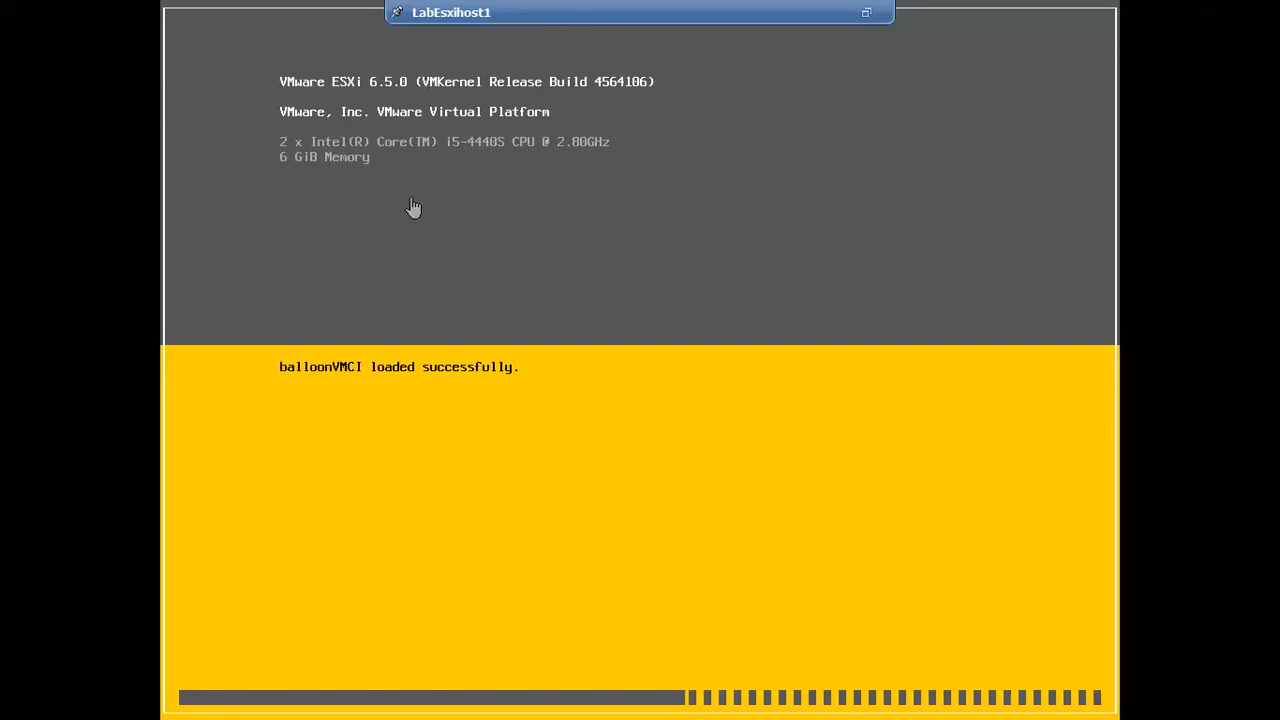 LabEsxihost1
VMware ESXi 6.5.0 (VMKernel Release Build 4564106)
VMware, Inc. VMware Virtual Platform
2 x Intel(R) Core(TM) i5-4440S CPU @ 2.80GHz
6 GiB Memory
balloonVMCI loaded successfully.